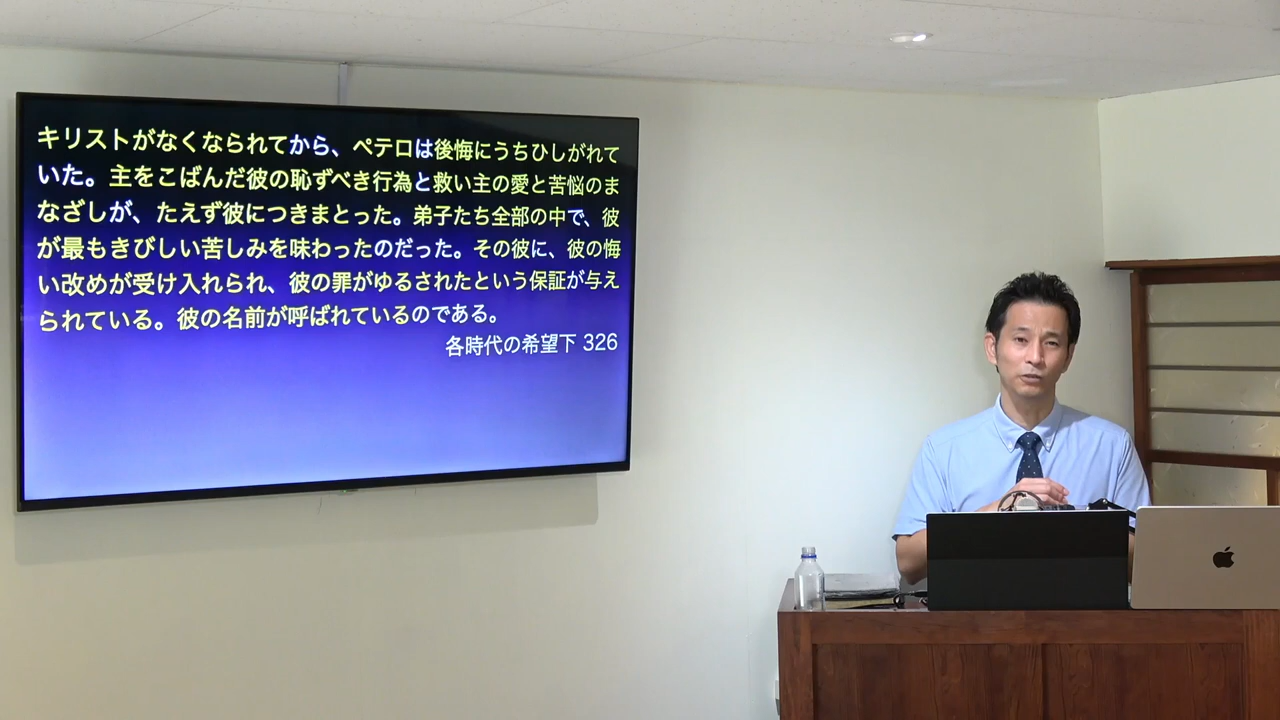 キリストがなくなられてから、ペテロは後悔にうちひしがれて
いた。主をこばんだ彼の恥ずべき行為と救い主の愛と苦悩のま
なざしが、たえず彼につきまとった。弟子たち全部の中で、彼
が最もきびしい苦しみを味わったのだった。その彼に、彼の悔
い改めが受け入れられ、彼の罪がゆるされたという保証が与え
られている。彼の名前が呼ばれているのである。
各時代の希望下 326